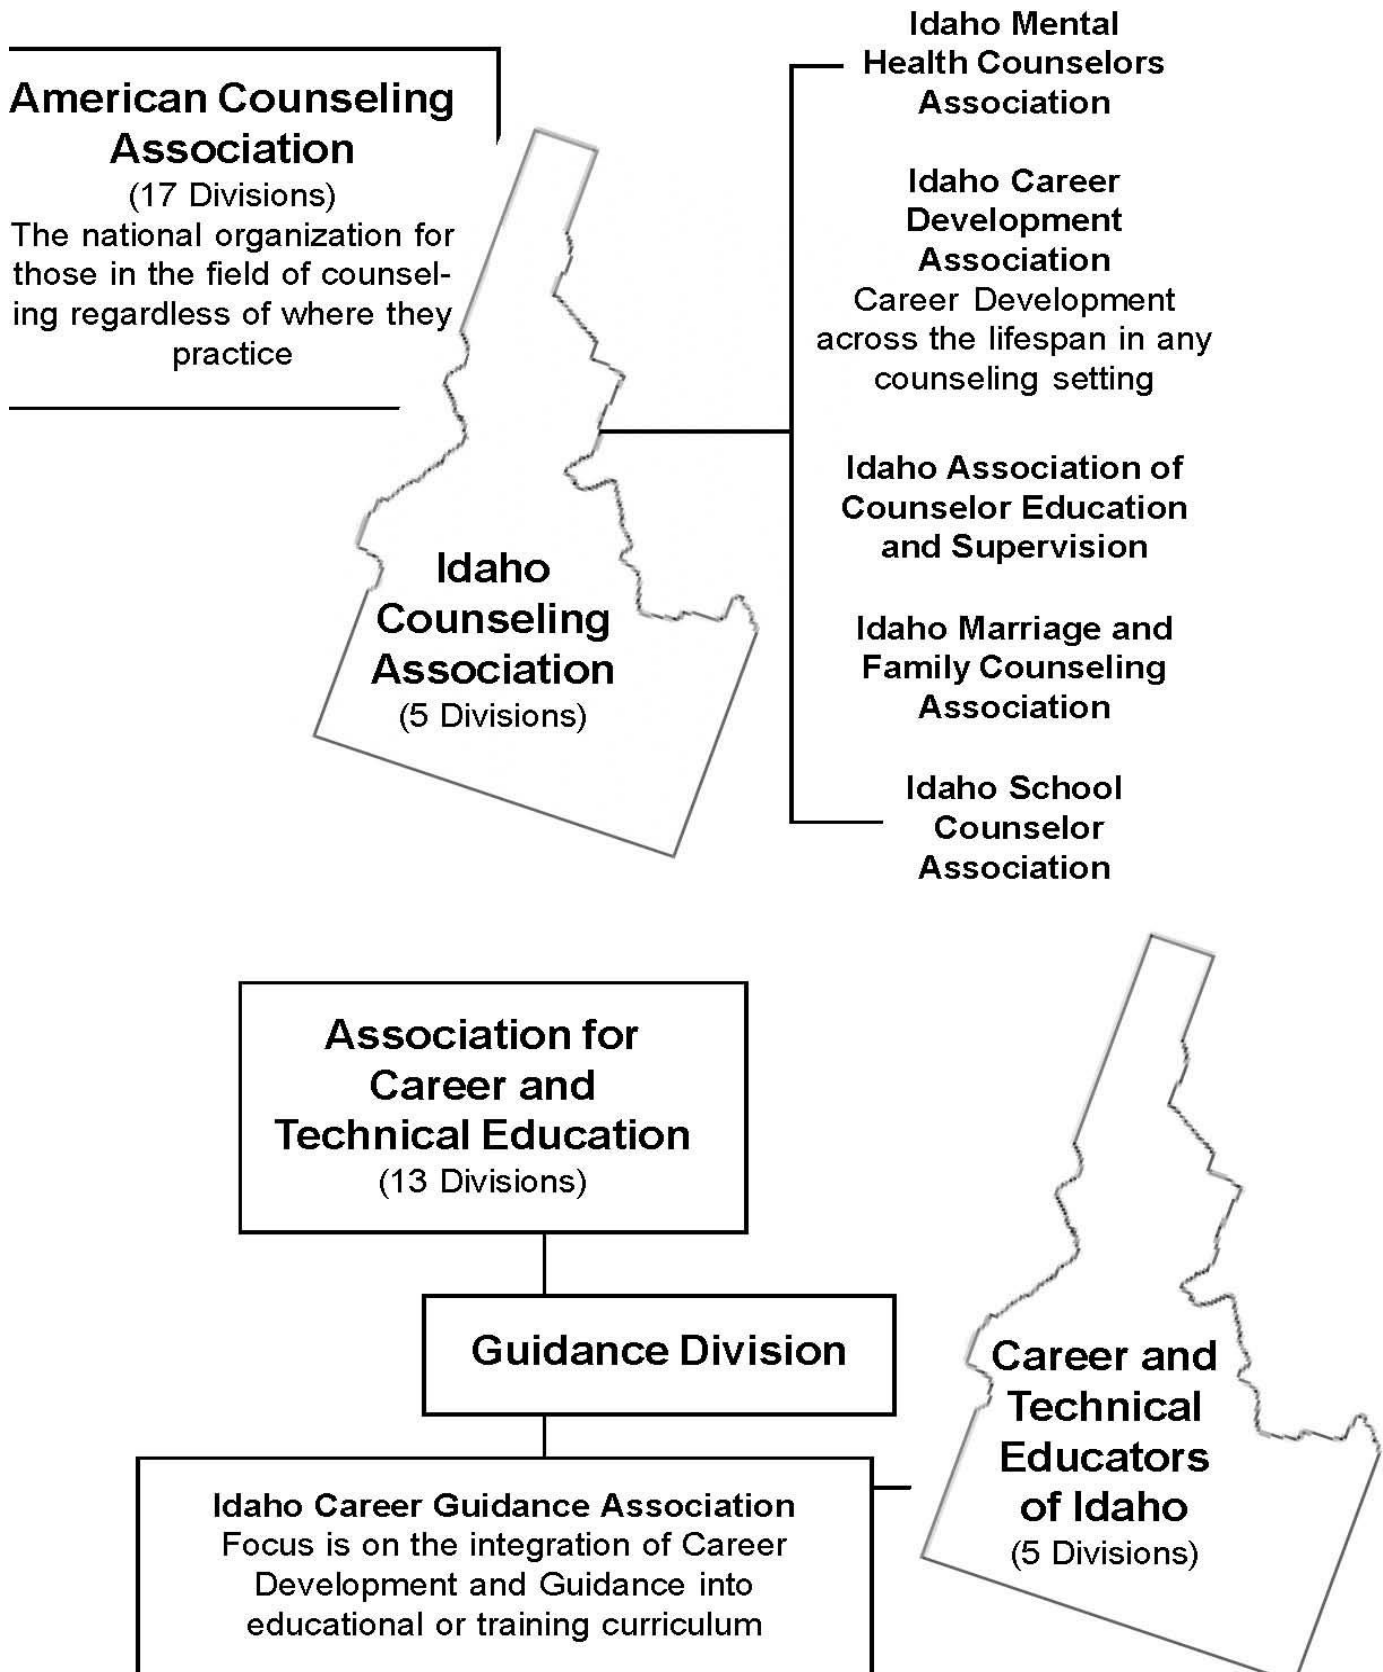 American Counseling
Association
(17 Divisions)
The national organization for
those in the field of counsel-
ing regardless of where they
practice
Idaho
Counseling
Association
(5 Divisions)
Idaho Mental
Health Counselors
Association
Idaho Career
Development
Association
Career Development
across the lifespan in any
counseling setting
Idaho Association of
Counselor Education
and Supervision
Idaho Marriage and
Family Counseling
Association
Idaho School
Counselor
Association
Association for
Career and
Technical Education
(13 Divisions)
Guidance Division
Idaho Career Guidance Association
Focus is on the integration of Career
Development and Guidance into
educational or training curriculum
Career and
Technical
Educators
of Idaho
(5 Divisions)